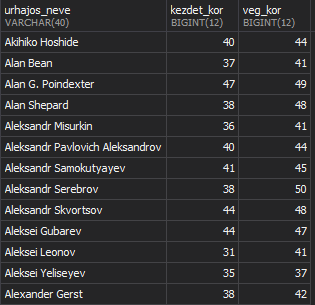 urhajos_neve kezdet_kor veg_kor
VARCHAR(40) BIGINT(12) BIGINT(12)
Akihiko Hoshide 40 44
Alan Bean 37 41
Alan G. Poindexter 47 49
Alan Shepard 38 48
Aleksandr Misurkin 36 41
Aleksandr Pavlovich Aleksandrov 40 44
Aleksandr Samokutyayev 41 45
Aleksandr Serebrov 38 50
Aleksandr Skvortsov 44 48
Aleksei Gubarev 44 47
Aleksei Leonov 31 41
Aleksei Yeliseyev 35 37
Alexander Gerst 38 42